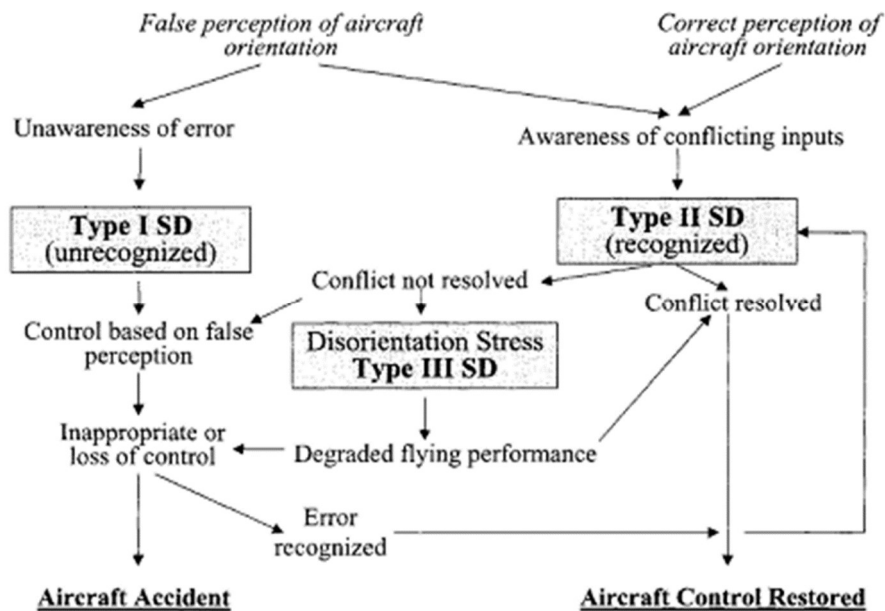 False perception of aircraft
orientation
Correct perception of
aircraft orientation
Unawareness of error
Awareness of conflicting inputs
Type I SD
(unrecognized)
Type II SD
(recognized)
Conflict not resolved
Conflict resolved
Control based on false
perception
Disorientation Stress
Type III SD
Inappropriate or
loss of control
Degraded flying performance
Error
recognized
Aircraft Accident
Aircraft Control Restored